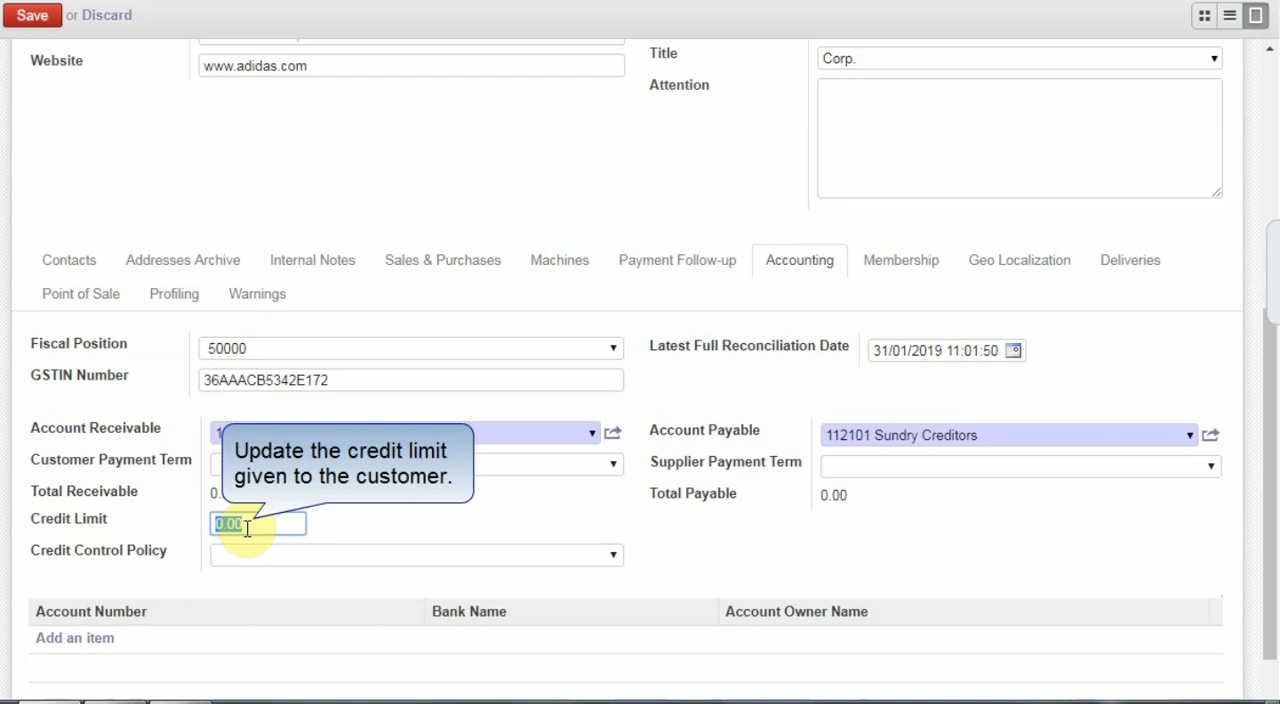 Save or Discard
Website
www.adidas.com
Title
Corp.
Attention
Contacts Addresses Archive Internal Notes Sales & Purchases Machines Payment Follow-up Accounting Membership Geo Localization Deliveries
Point of Sale Profiling Warnings
Fiscal Position
50000
Latest Full Reconciliation Date
31/01/2019 11:01:50
GSTIN Number
36AAACB5342E172
Account Receivable
Account Payable
112101 Sundry Creditors
Update the credit limit
given to the customer.
Customer Payment Term
Supplier Payment Term
Total Receivable
Total Payable
0.00
Credit Limit
0.00
Credit Control Policy
Account Number Bank Name Account Owner Name
Add an item